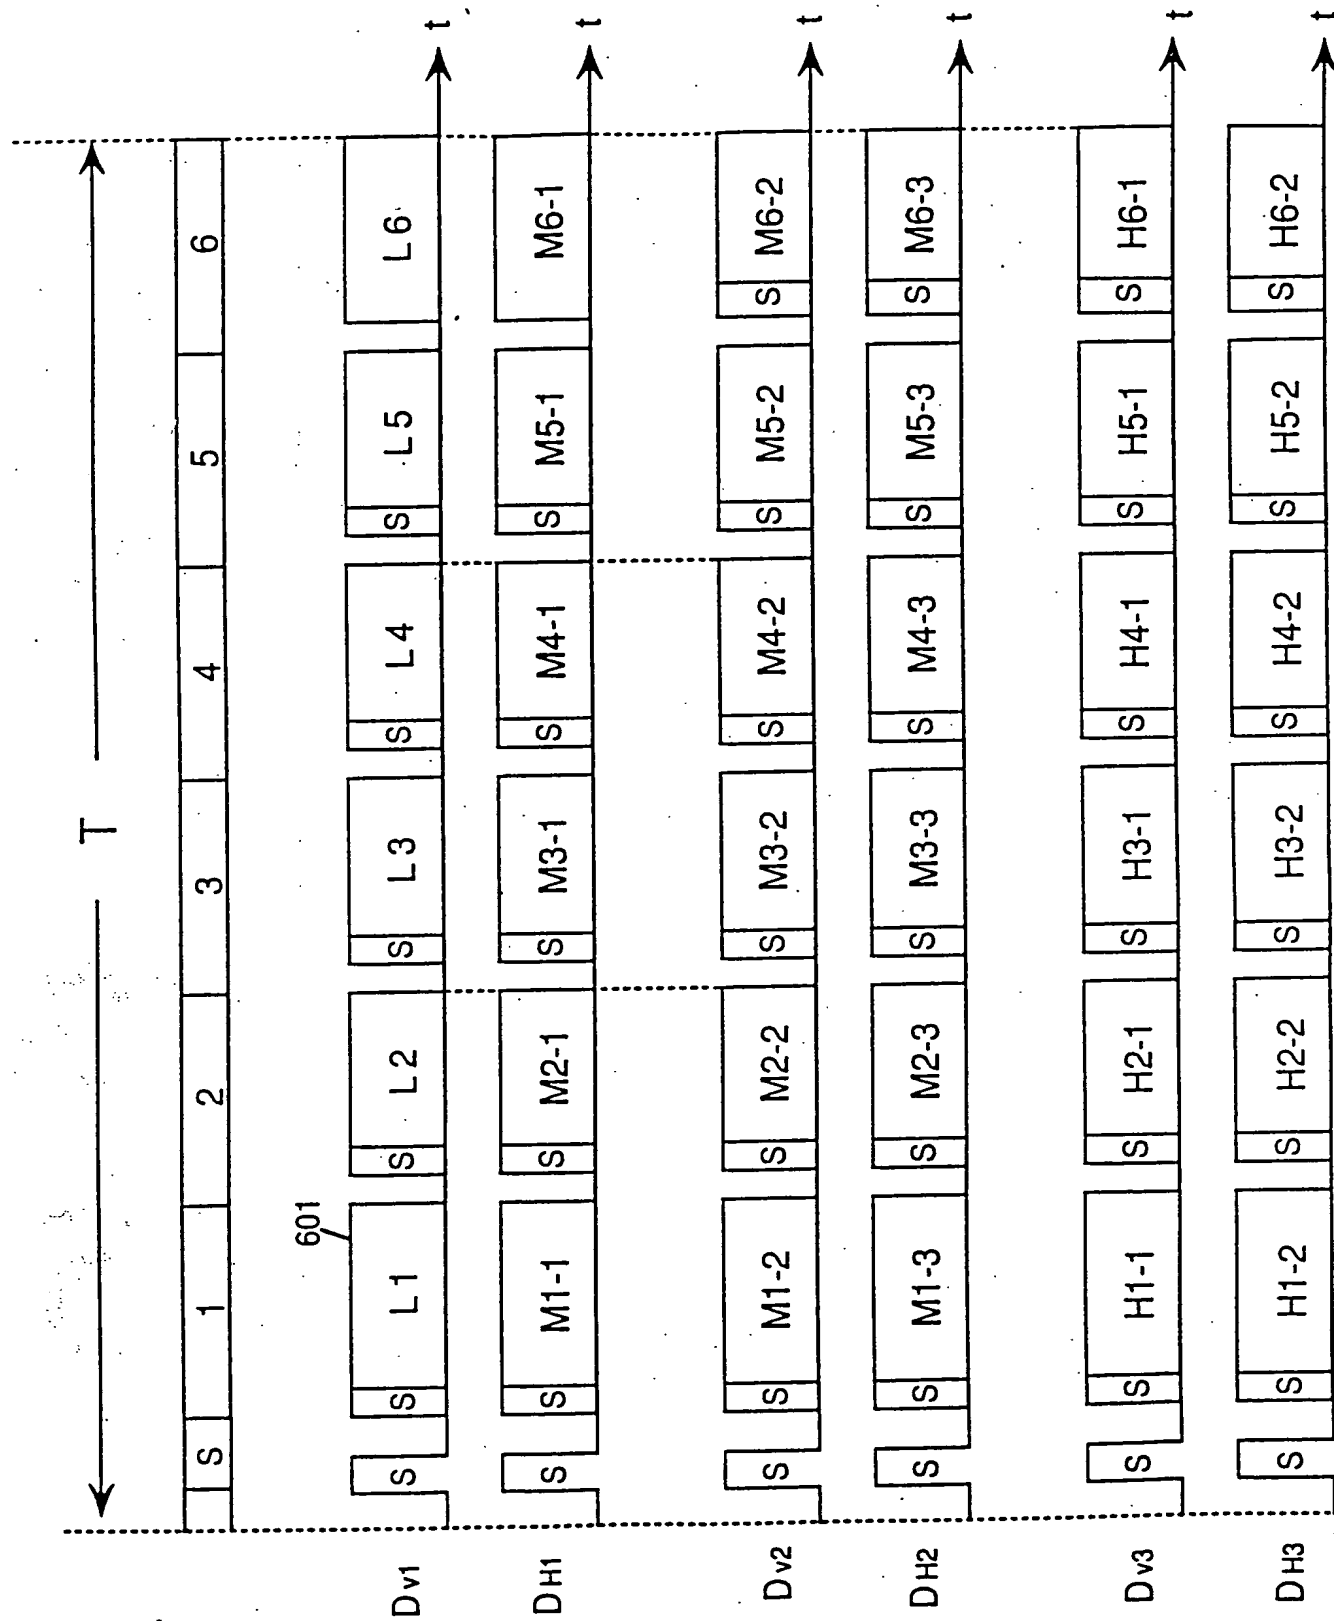 T
S 1 2 3 4 5 6
601
Dv1 S S L1 S L2 S L3 S L4 S L5 L6 t
DH1 S S M1-1 S M2-1 S M3-1 S M4-1 S M5-1 M6-1 t
Dv2 S S M1-2 S M2-2 S M3-2 S M4-2 S M5-2 S M6-2 t
DH2 S S M1-3 S M2-3 S M3-3 S M4-3 S M5-3 S M6-3 t
Dv3 S S H1-1 S H2-1 S H3-1 S H4-1 S H5-1 S H6-1 t
DH3 S S H1-2 S H2-2 S H3-2 S H4-2 S H5-2 S H6-2 t